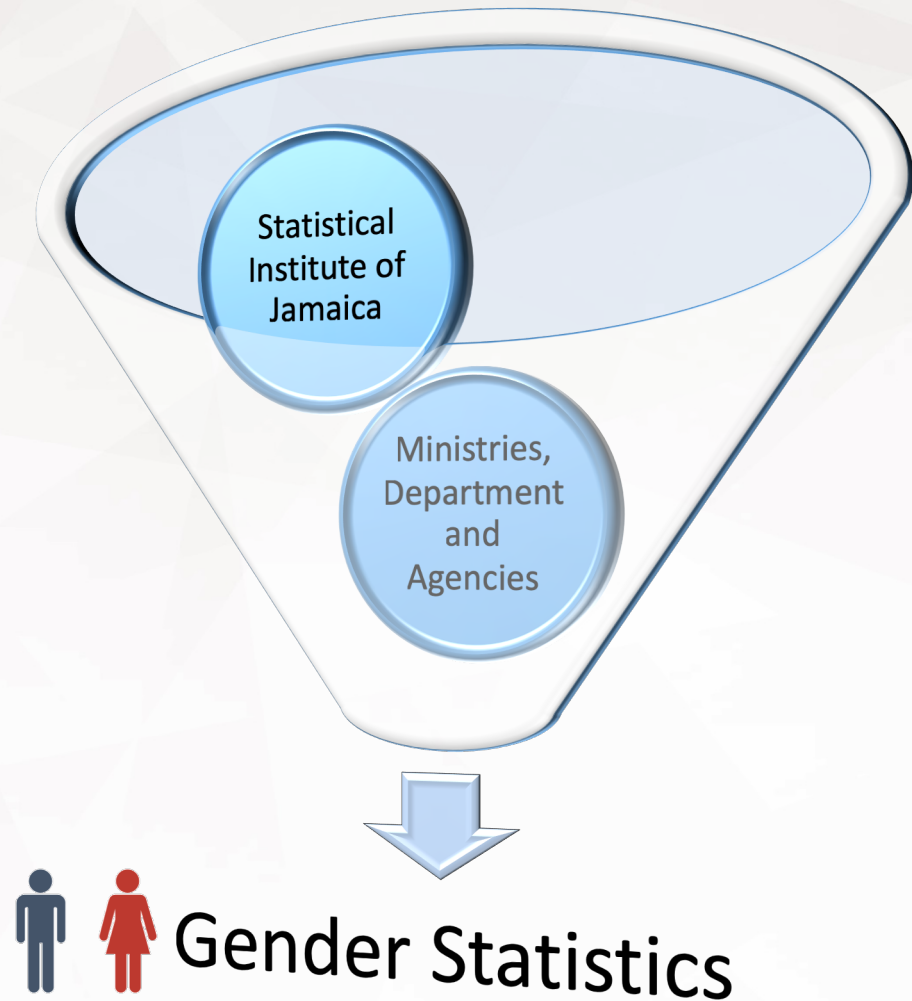 Statistical
Institute of
Jamaica
Ministries,
Department
and
Agencies
Gender Statistics